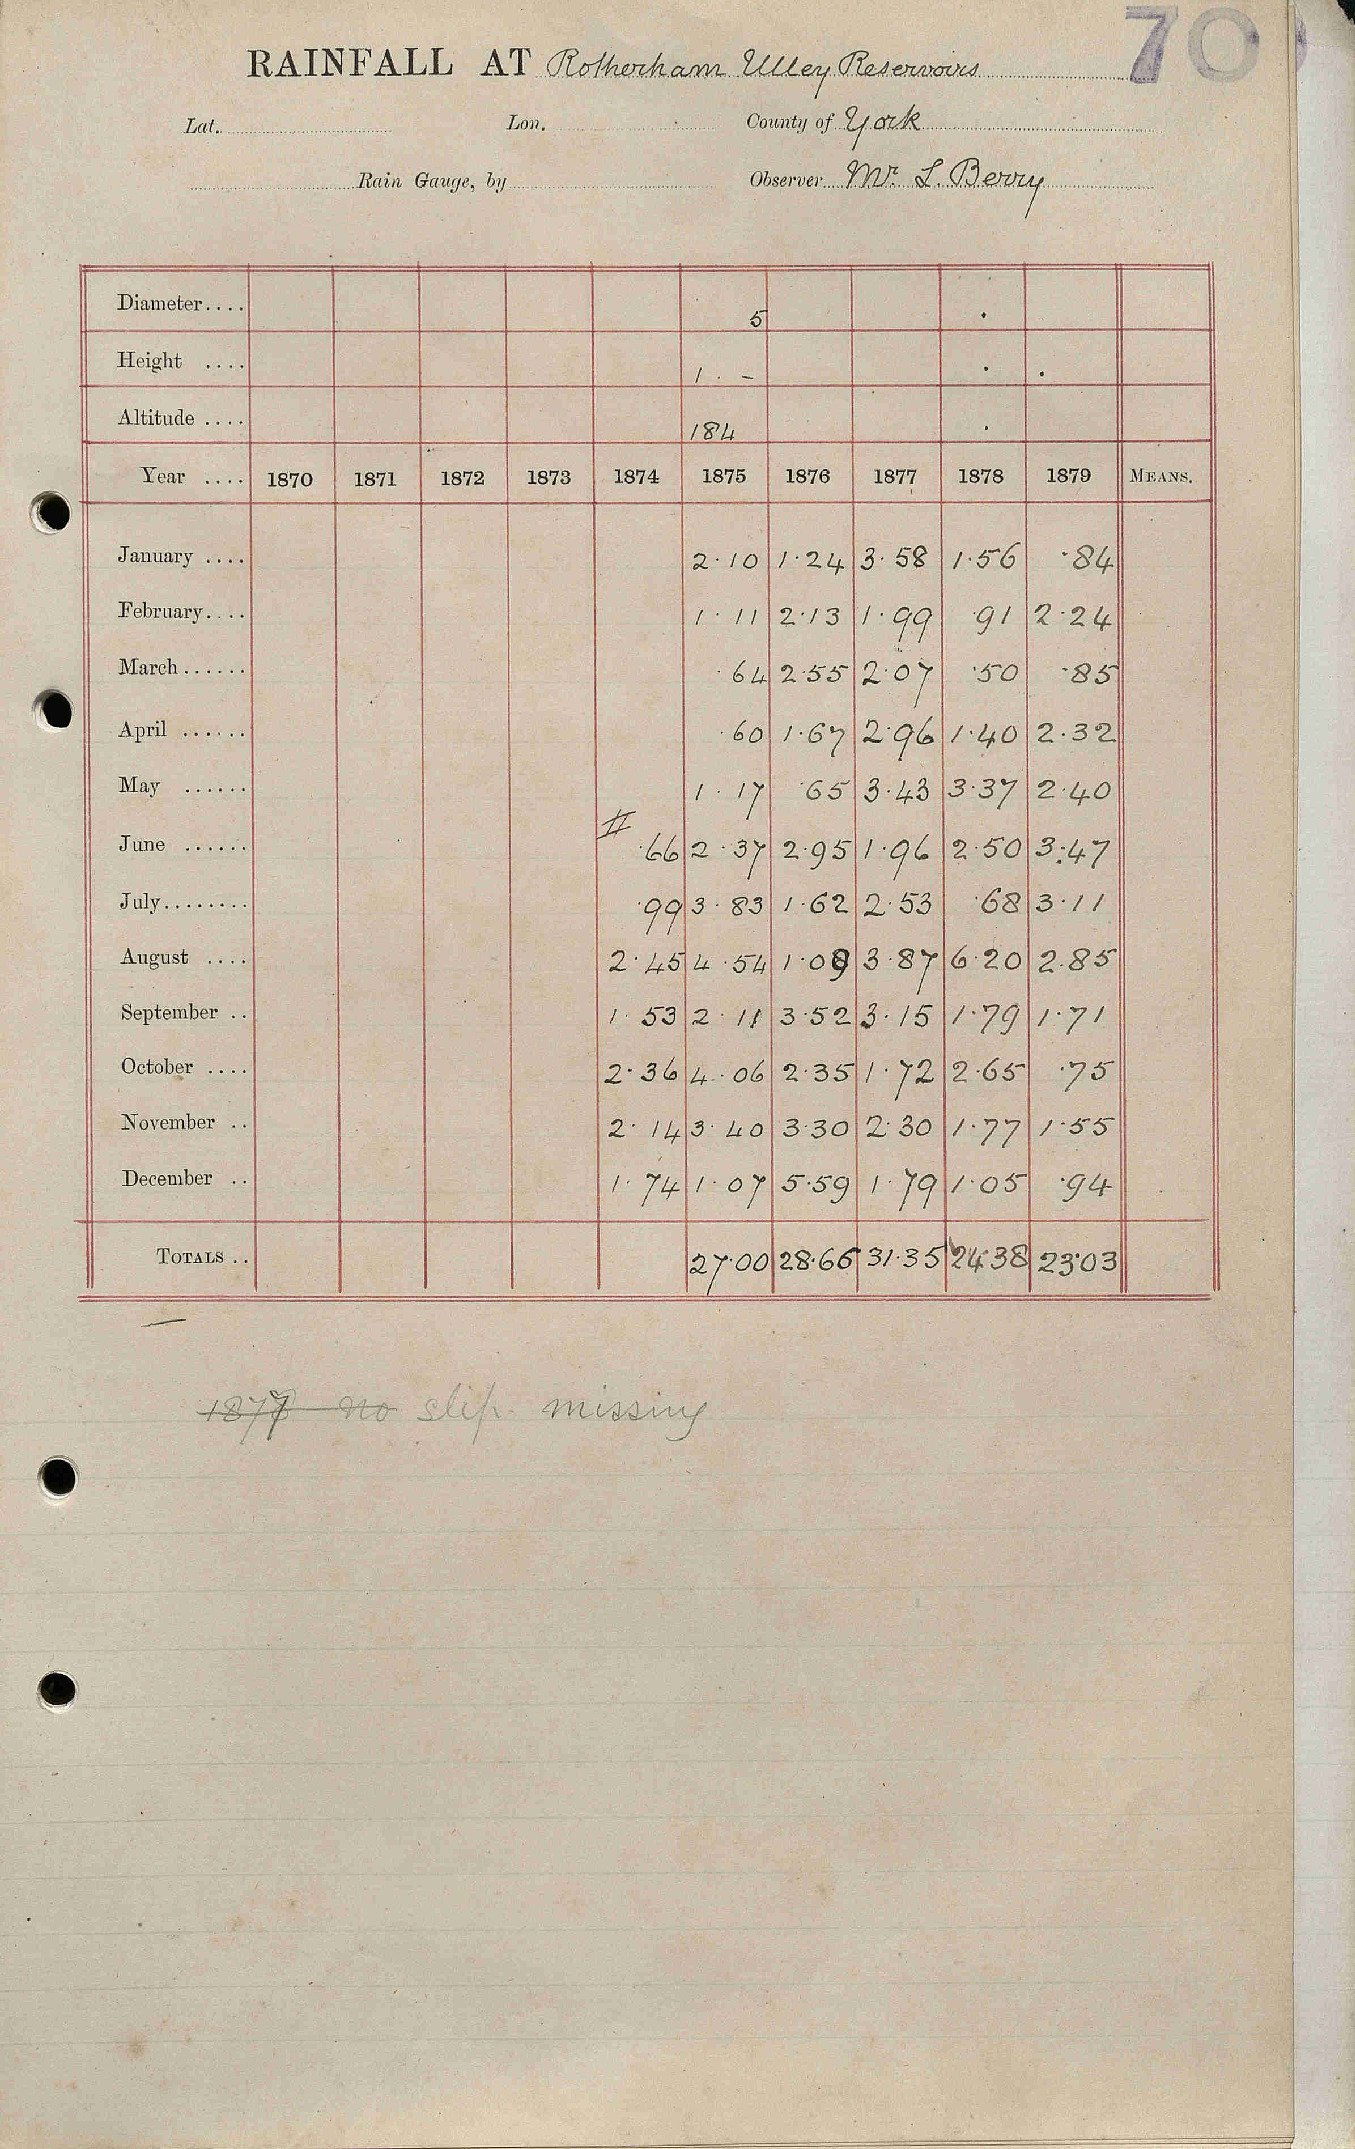 70
RAINFALL AT Rotherham Ulley Reservoirs
Lat. Lon. County of York
Rain Gauge, by Observer Mr. L. Berry
Diameter.... 5
Height .... 1 . -
Altitude .... 184
Year .... 1870 1871 1872 1873 1874 1875 1876 1877 1878 1879 MEANS.
January .... 2.10 1.24 3.58 1.56 .84
February.... 1.11 2.13 1.99 .91 2.24
March...... .64 2.55 2.07 .50 .85
April ...... .60 1.67 2.96 1.40 2.32
May ...... 1.17 .65 3.43 3.37 2.40
June ...... # .66 2.37 2.95 1.96 2.50 3.47
July........ .99 3.83 1.62 2.53 .68 3.11
August .... 2.45 4.54 1.09 3.87 6.20 2.85
September .. 1.53 2.11 3.52 3.15 1.79 1.71
October .... 2.36 4.06 2.35 1.72 2.65 .75
November .. 2.14 3.40 3.30 2.30 1.77 1.55
December .. 1.74 1.07 5.59 1.79 1.05 .94
TOTALS .. 27.00 28.66 31.35 24.38 23.03
1877 no slip missing